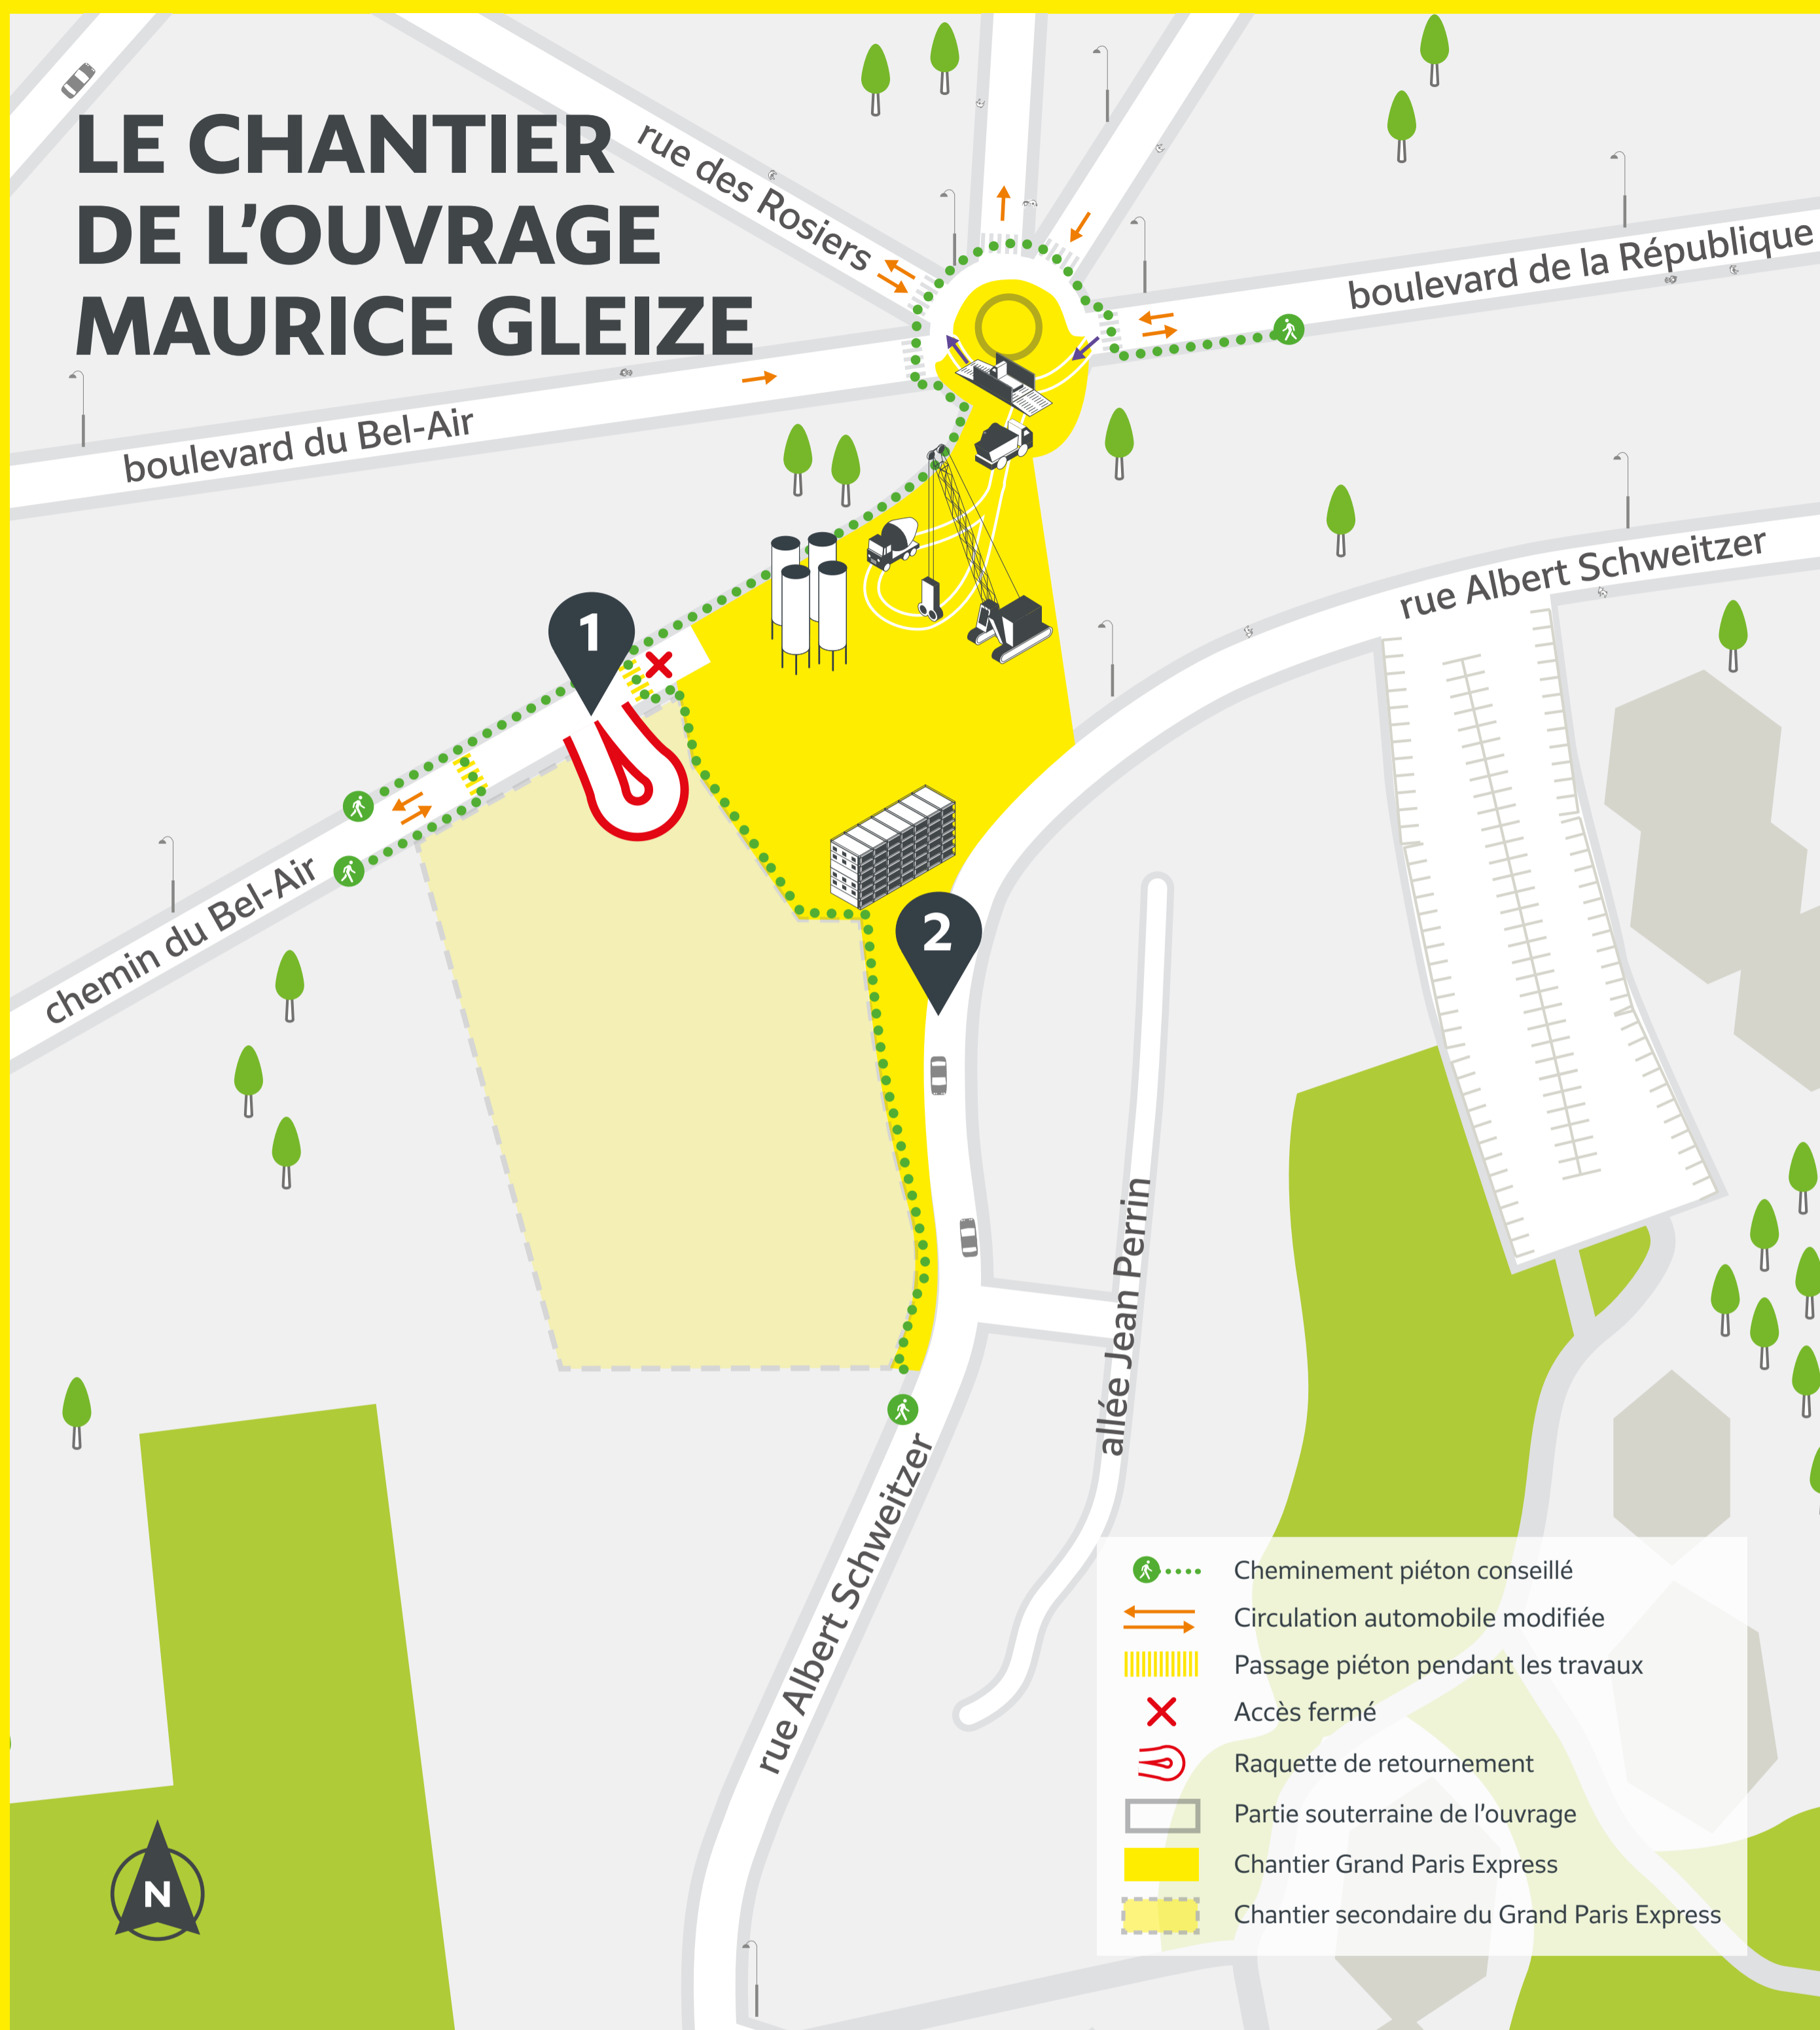 LE CHANTIER
DE L’OUVRAGE
MAURICE GLEIZE
rue des Rosiers
boulevard de la République
boulevard du Bel-Air
rue Albert Schweitzer
1
chemin du Bel-Air
2
allée Jean Perrin
rue Albert Schweitzer
Cheminement piéton conseillé
Circulation automobile modifiée
Passage piéton pendant les travaux
Accès fermé
Raquette de retournement
Partie souterraine de l’ouvrage
Chantier Grand Paris Express
Chantier secondaire du Grand Paris Express
N